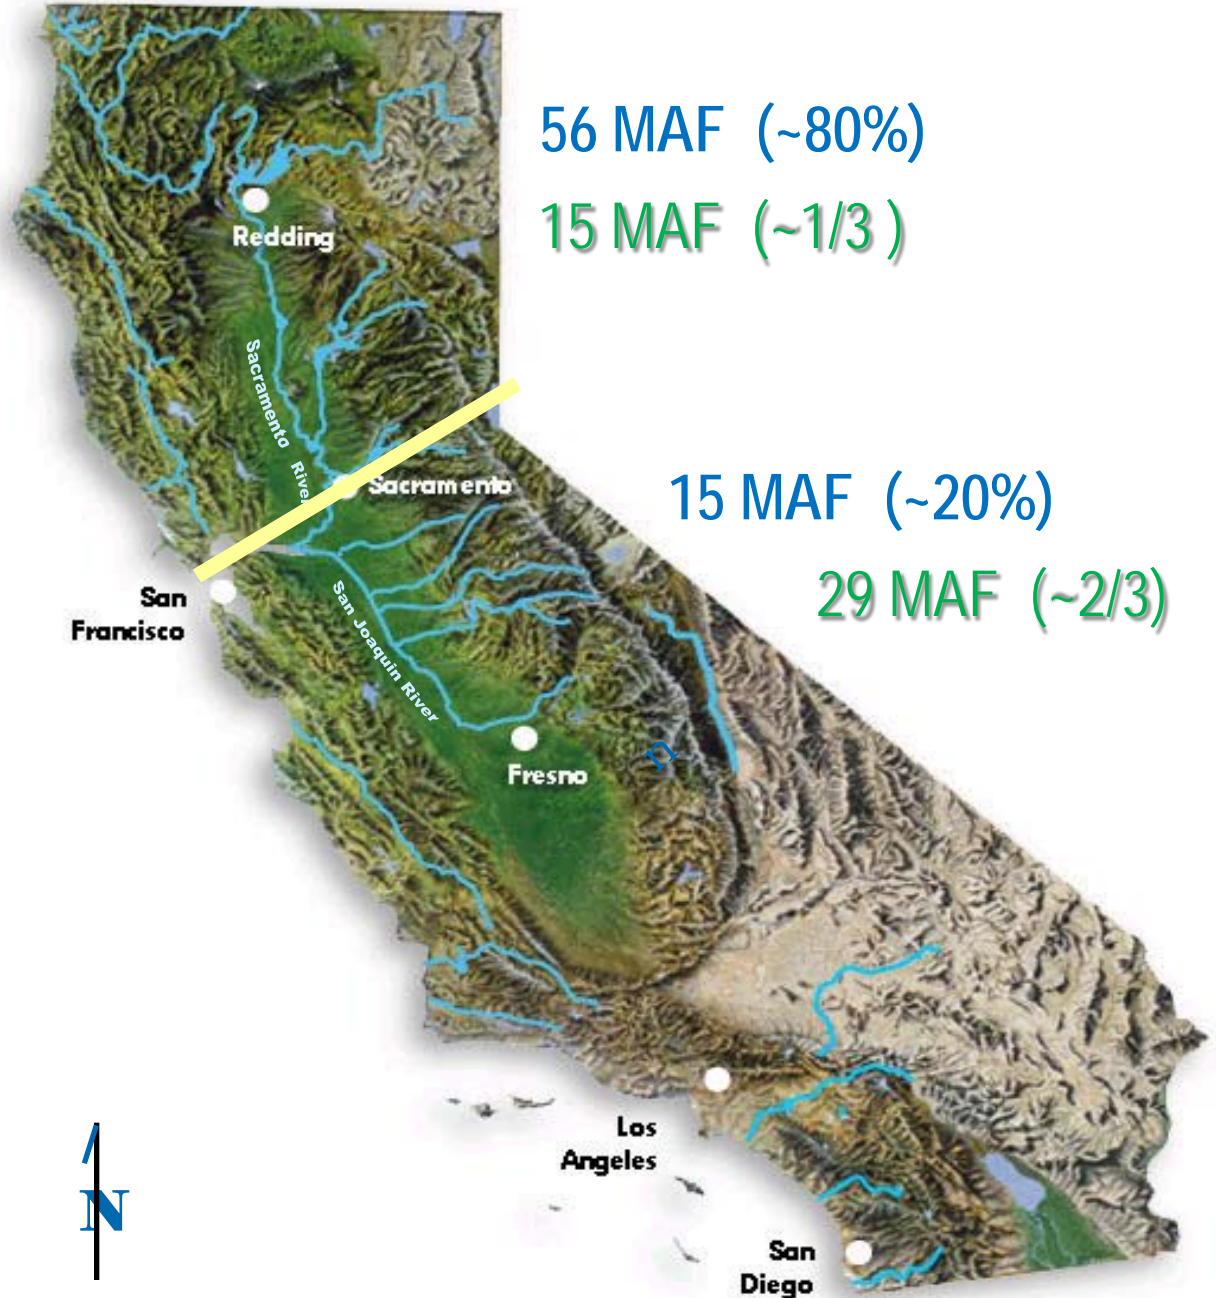 56 MAF (~80%)
15 MAF (~1/3 )
Redding
Sacramento River
15 MAF (~20%)
Sacramento
29 MAF (~2/3)
San
Francisco
San Joaquin River
n
Fresno
Los
Angeles
N
San
Diego